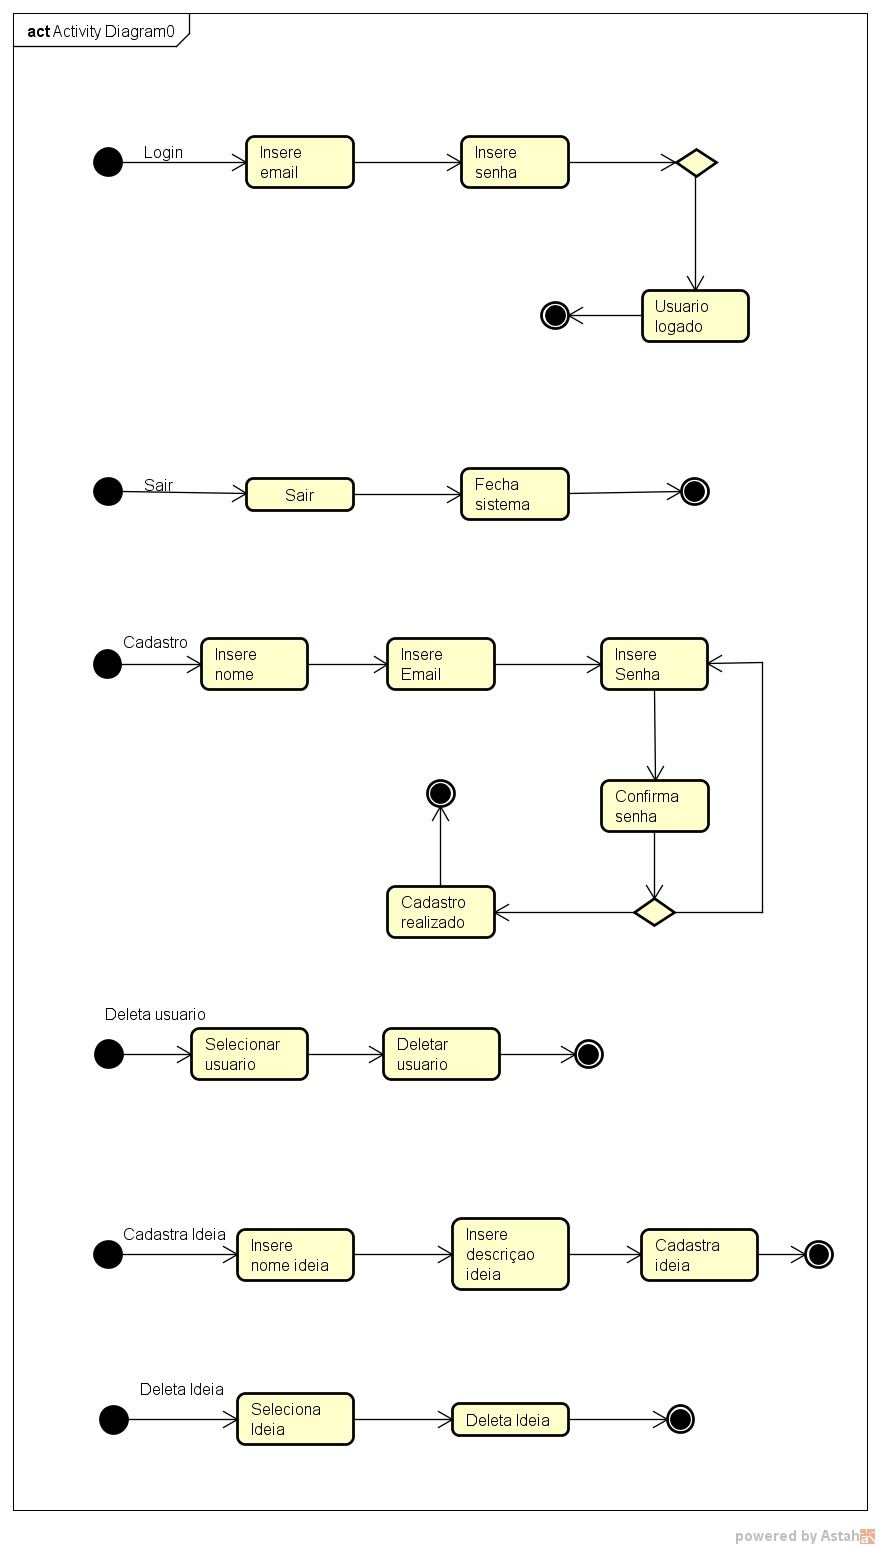 act Activity Diagram0
Login
Insere
email
Insere
senha
Usuario
logado
Sair
Sair
Fecha
sistema
Cadastro
Insere
nome
Insere
Email
Insere
Senha
Confirma
senha
Cadastro
realizado
Deleta usuario
Selecionar
usuario
Deletar
usuario
Cadastra Ideia
Insere
nome ideia
Insere
descriçao
ideia
Cadastra
ideia
Deleta Ideia
Seleciona
Ideia
Deleta Ideia
powered by Astah